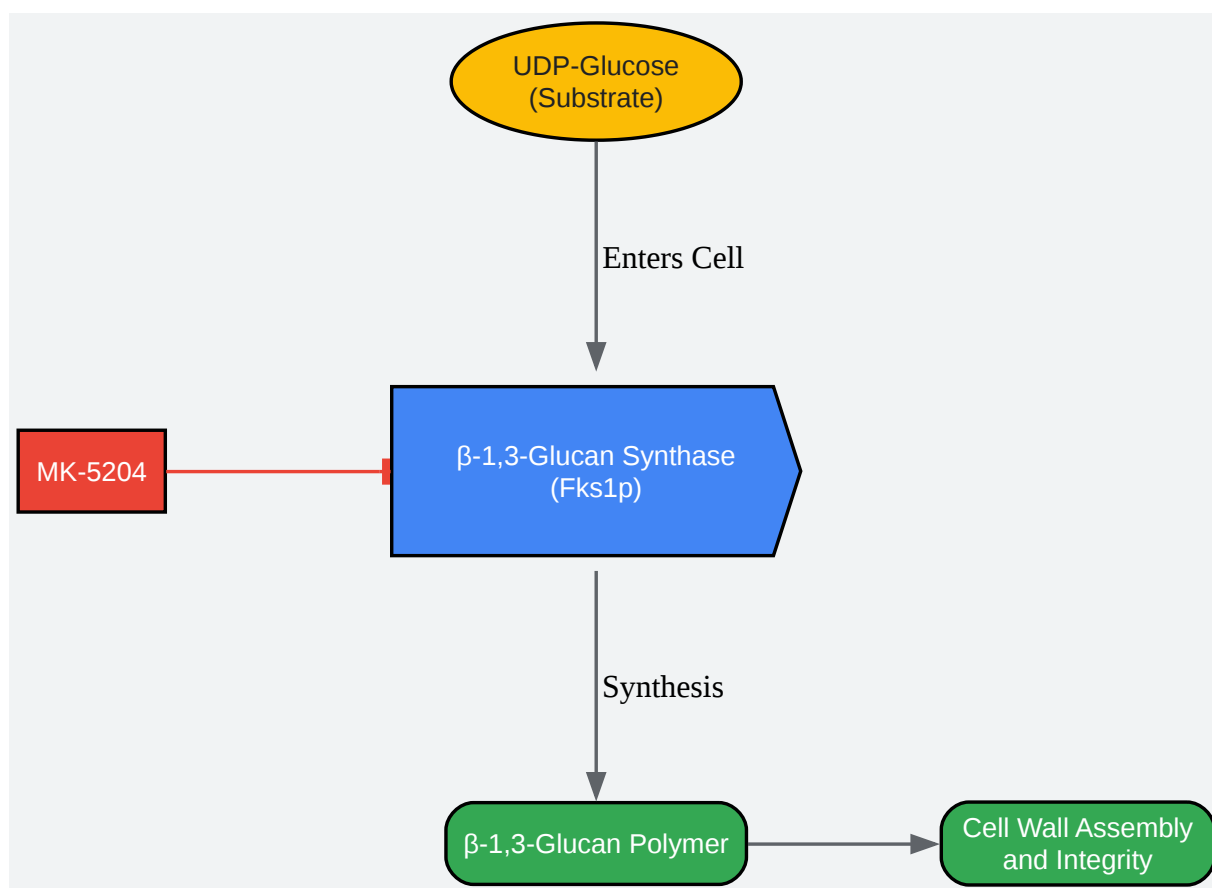 UDP-Glucose
(Substrate)
Enters Cell
MK-5204
β-1,3-Glucan Synthase
(Fks1p)
Synthesis
β-1,3-Glucan Polymer
Cell Wall Assembly
and Integrity